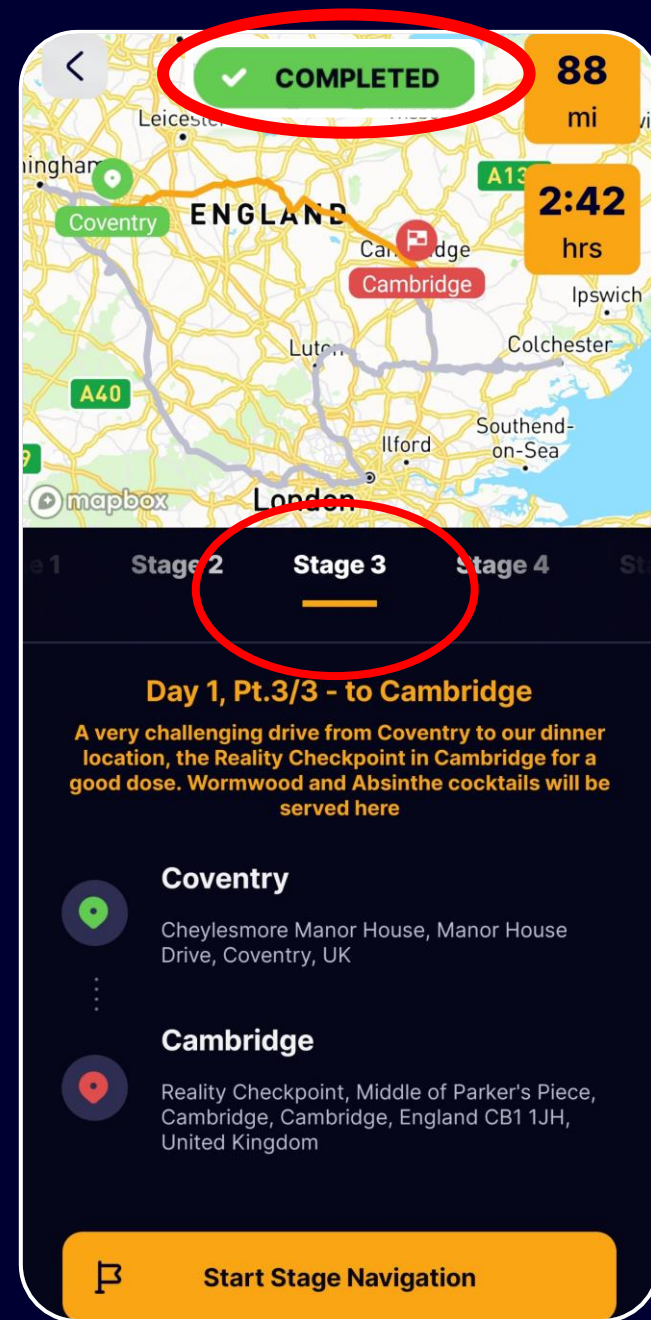 COMPLETED
88
mi
Leicester
A13
2:42
hrs
Coventry
ENGLAND
Cambridge
Ipswich
Luton
Colchester
A40
Ilford
Southend-
on-Sea
mapbox
London
Stage 2
Stage 3
Stage 4
Day 1, Pt.3/3 - to Cambridge
A very challenging drive from Coventry to our dinner
location, the Reality Checkpoint in Cambridge for a
good dose. Wormwood and Absinthe cocktails will be
served here
Coventry
Cheylesmore Manor House, Manor House
Drive, Coventry, UK
Cambridge
Reality Checkpoint, Middle of Parker's Piece,
Cambridge, Cambridge, England CB1 1JH,
United Kingdom
Start Stage Navigation